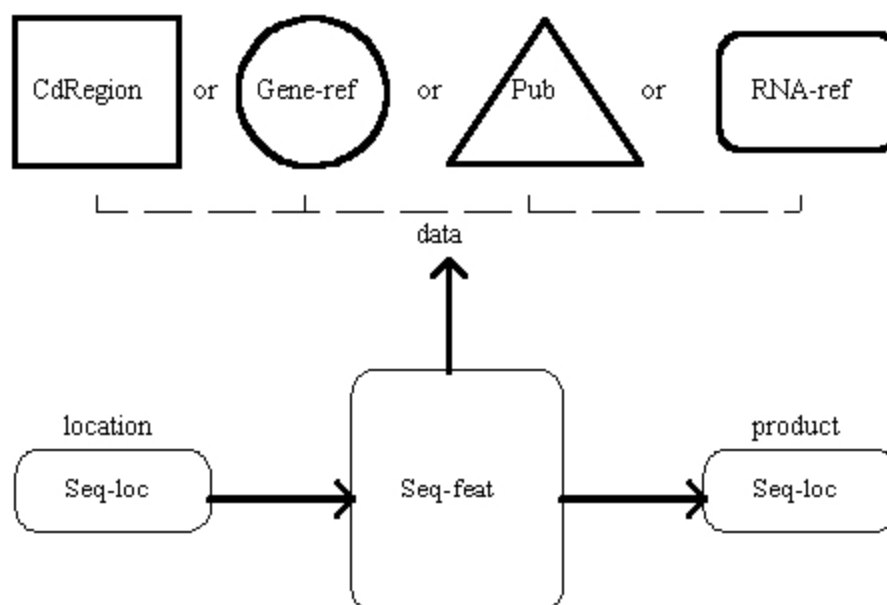 CdRegion or Gene-ref or Pub or RNA-ref
data
location product
Seq-loc Seq-feat Seq-loc